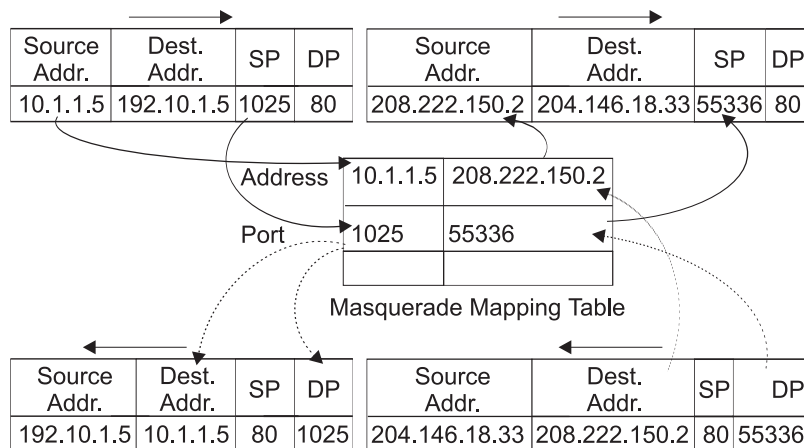 Source Addr. Dest. Addr. SP DP
10.1.1.5 192.10.1.5 1025 80
Source Addr. Dest. Addr. SP DP
208.222.150.2 204.146.18.33 55336 80
Address 10.1.1.5 208.222.150.2
Port 1025 55336
Masquerade Mapping Table
Source Addr. Dest. Addr. SP DP
192.10.1.5 10.1.1.5 80 1025
Source Addr. Dest. Addr. SP DP
204.146.18.33 208.222.150.2 80 55336